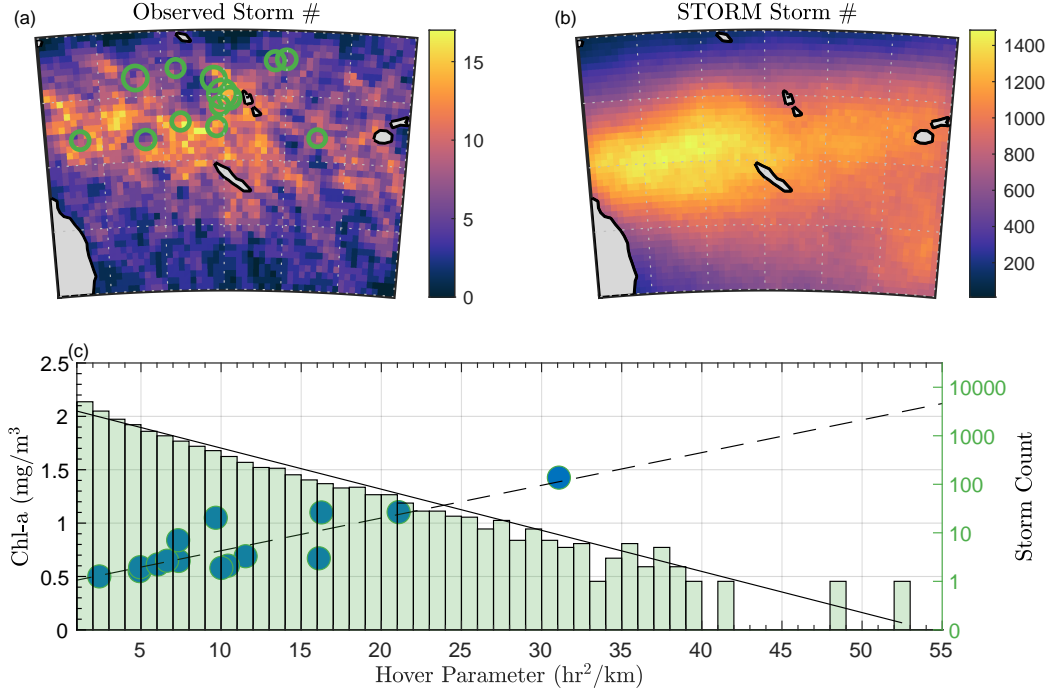 (a)
Observed Storm #
15
10
5
0
(b)
STORM Storm #
1400
1200
1000
800
600
400
200
(c)
Chl-a (mg/m³)
2.5
2
1.5
1
0.5
0
10000
1000
100
10
1
0
Storm Count
5 10 15 20 25 30 35 40 45 50 55
Hover Parameter (hr²/km)